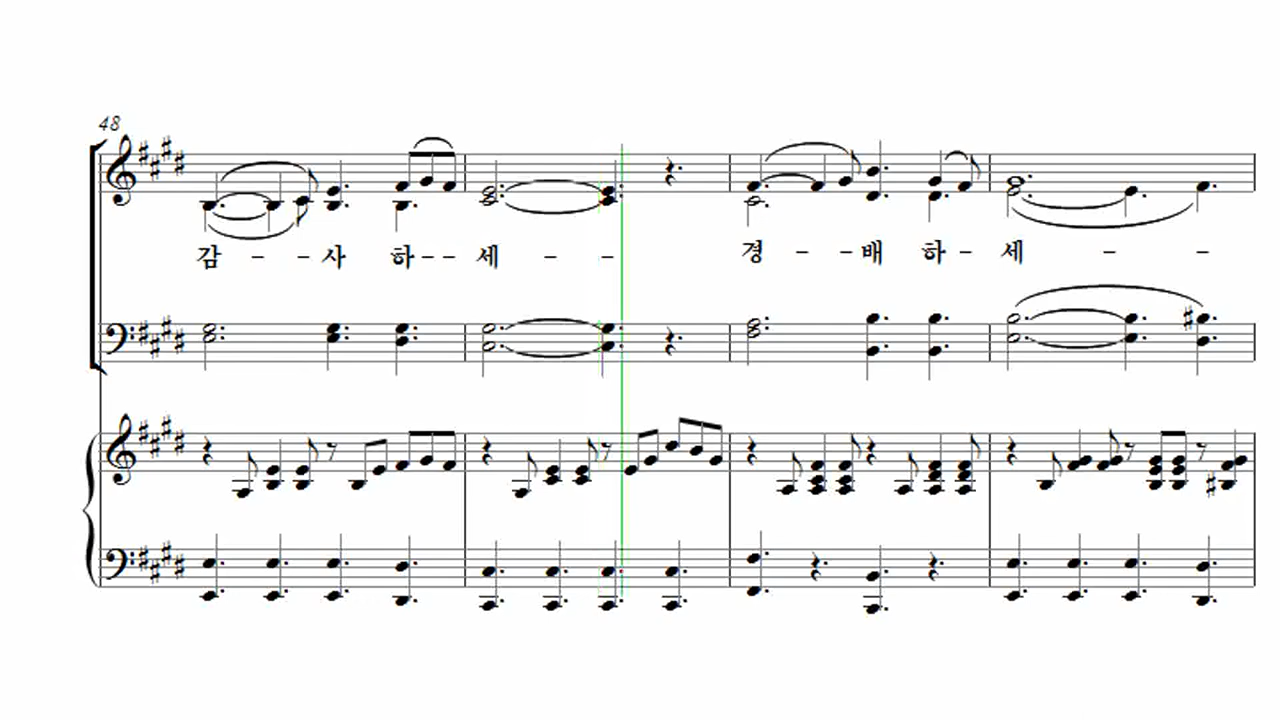 48
감 - - 사 하 - - 세 - - 경 - - 배 하 - 세 - -